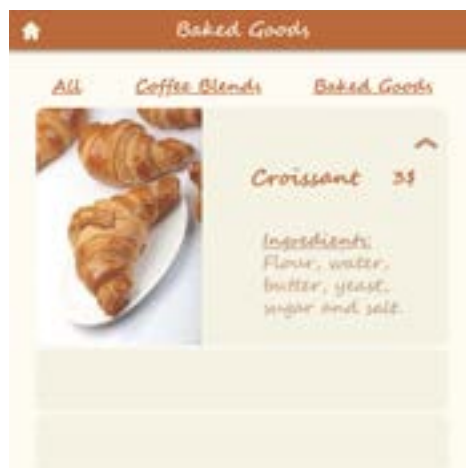 Baked Goods
All Coffee Blends Baked Goods
Croissant 3$
Ingredients:
Flour, water,
butter, yeast,
sugar and salt.